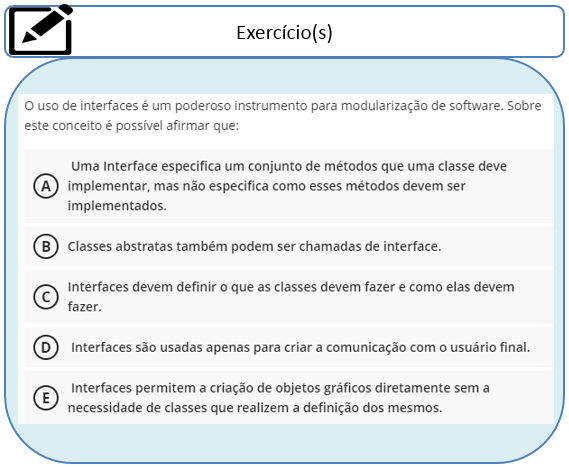 Exercício(s)
O uso de interfaces é um poderoso instrumento para modularização de software. Sobre
este conceito é possível afirmar que:
A
Uma Interface especifica um conjunto de métodos que uma classe deve
implementar, mas não especifica como esses métodos devem ser
implementados.
B
Classes abstratas também podem ser chamadas de interface.
C
Interfaces devem definir o que as classes devem fazer e como elas devem
fazer.
D
Interfaces são usadas apenas para criar a comunicação com o usuário final.
E
Interfaces permitem a criação de objetos gráficos diretamente sem a
necessidade de classes que realizem a definição dos mesmos.